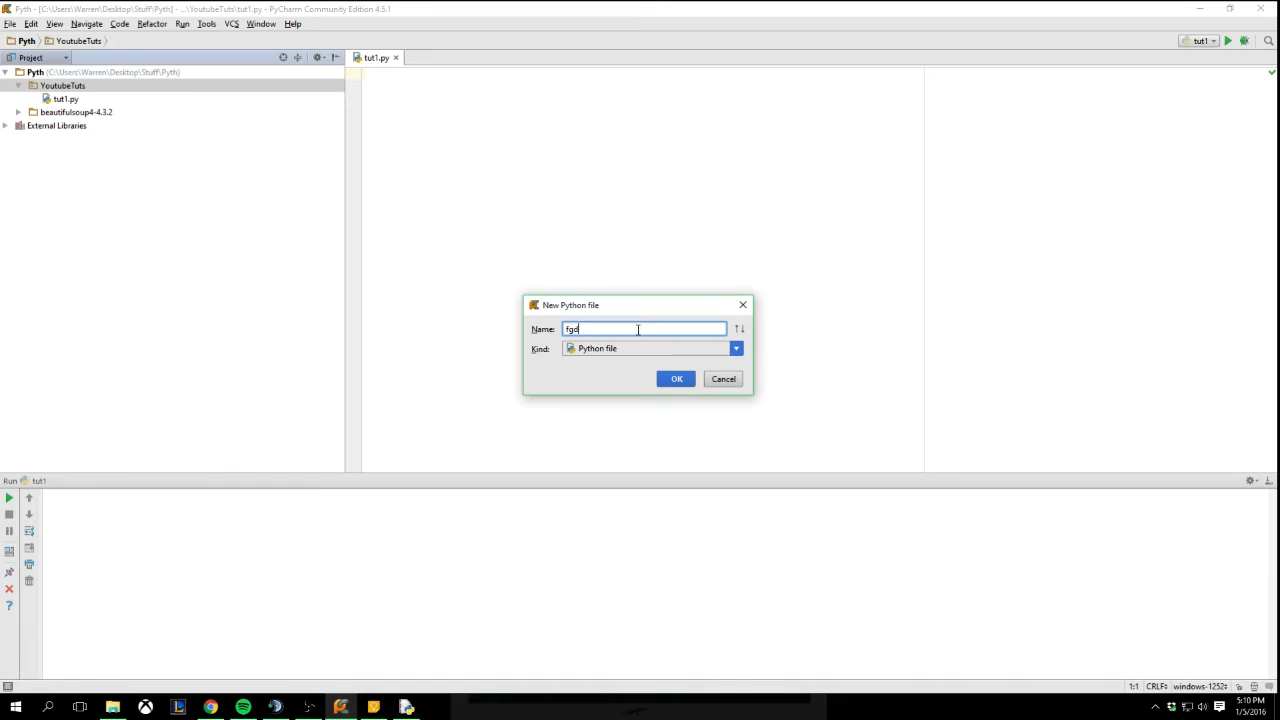 Pyth - [C:\Users\Warren\Desktop\Stuff\Pyth] - ...\YoutubeTuts\tut1.py - PyCharm Community Edition 4.5.1
File Edit View Navigate Code Refactor Run Tools VCS Window Help
Pyth YoutubeTuts tut1
Project tut1.py
Pyth (C:\Users\Warren\Desktop\Stuff\Pyth)
YoutubeTuts
tut1.py
beautifulsoup4-4.3.2
External Libraries
New Python file
Name: fgd
Kind: Python file
OK Cancel
Run tut1
1:1 CRLF÷ windows-1252÷
5:10 PM
1/5/2016